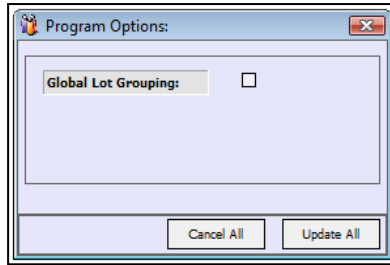 Program Options:
Global Lot Grouping:
Cancel All Update All